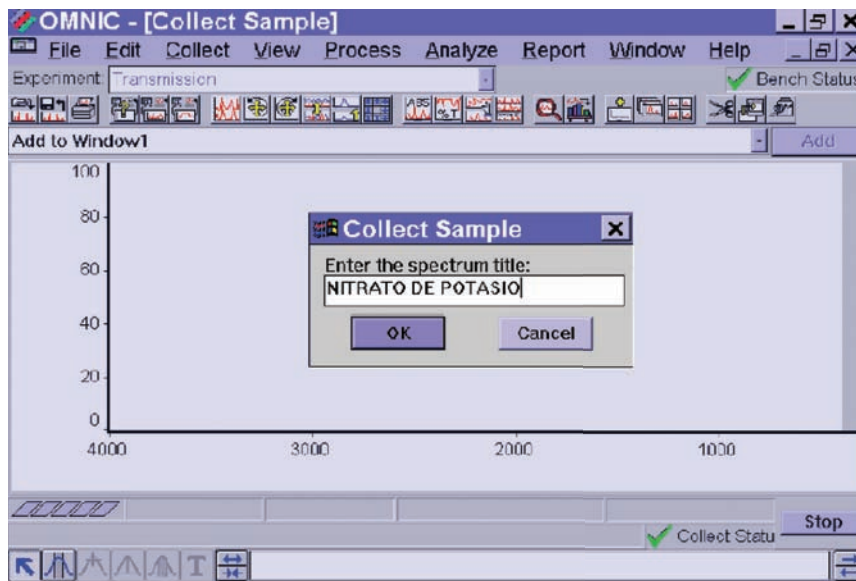 OMNIC - [Collect Sample]
File Edit Collect View Process Analyze Report Window Help
Experiment: Transmission
Bench Status
Add to Window1
Add
100
80
60
40
20
0
4000 3000 2000 1000
Collect Sample
Enter the spectrum title:
NITRATO DE POTASIO
OK Cancel
Stop
Collect Statu
T